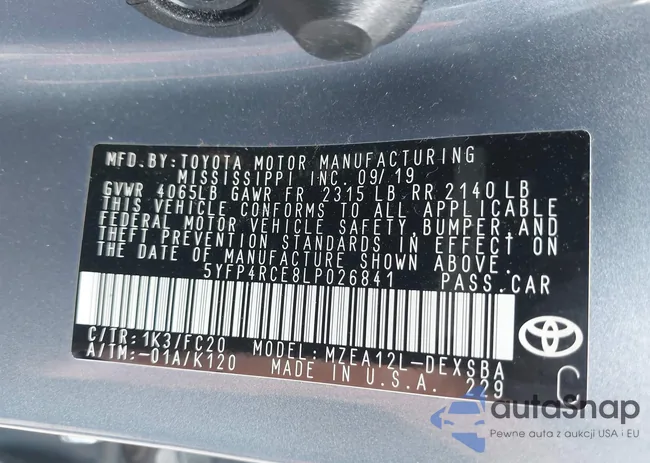 MFD. BY: TOYOTA MOTOR MANUFACTURING
MISSISSIPPI INC. 09/19
GVWR 4065LB GAWR FR 2315 LB RR 2140 LB
THIS VEHICLE CONFORMS TO ALL APPLICABLE
FEDERAL MOTOR VEHICLE SAFETY, BUMPER, AND
THEFT PREVENTION STANDARDS IN EFFECT ON
THE DATE OF MANUFACTURE SHOWN ABOVE.
5YFP4RCE8LP026841 PASS. CAR
C/TR: 1K3/FC20 MODEL: MZEA12L-DEXSBA
A/TM: -01A/K120 MADE IN U.S.A. 229
C
autoSnap
Pewne auta z aukcji USA i EU